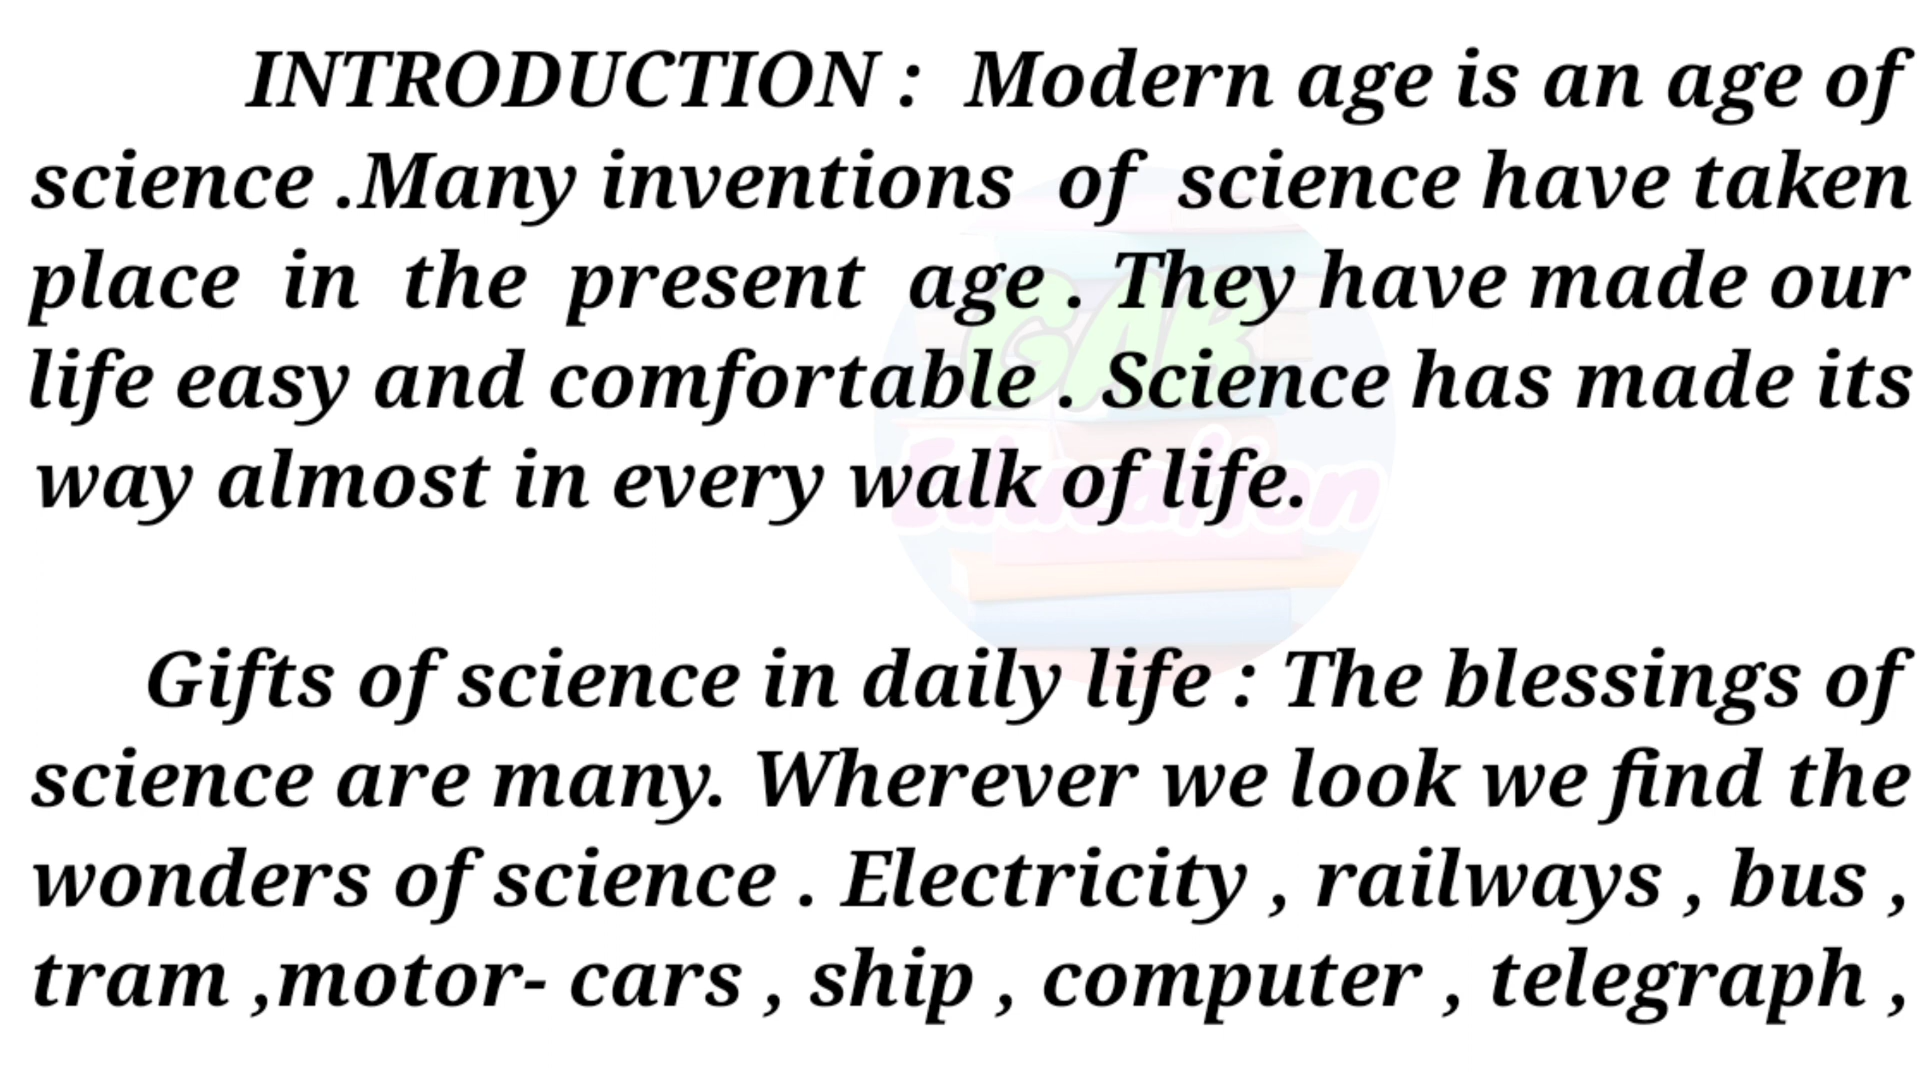 INTRODUCTION : Modern age is an age of
science .Many inventions of science have taken
place in the present age . They have made our
life easy and comfortable . Science has made its
way almost in every walk of life.
GAR
Education
Gifts of science in daily life : The blessings of
science are many. Wherever we look we find the
wonders of science . Electricity , railways , bus ,
tram ,motor- cars , ship , computer , telegraph ,